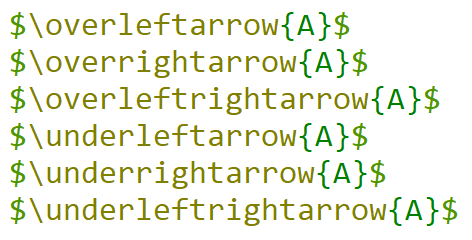 $\overleftarrow{A}$
$\overrightarrow{A}$
$\overleftrightarrow{A}$
$\underleftarrow{A}$
$\underrightarrow{A}$
$\underleftrightarrow{A}$